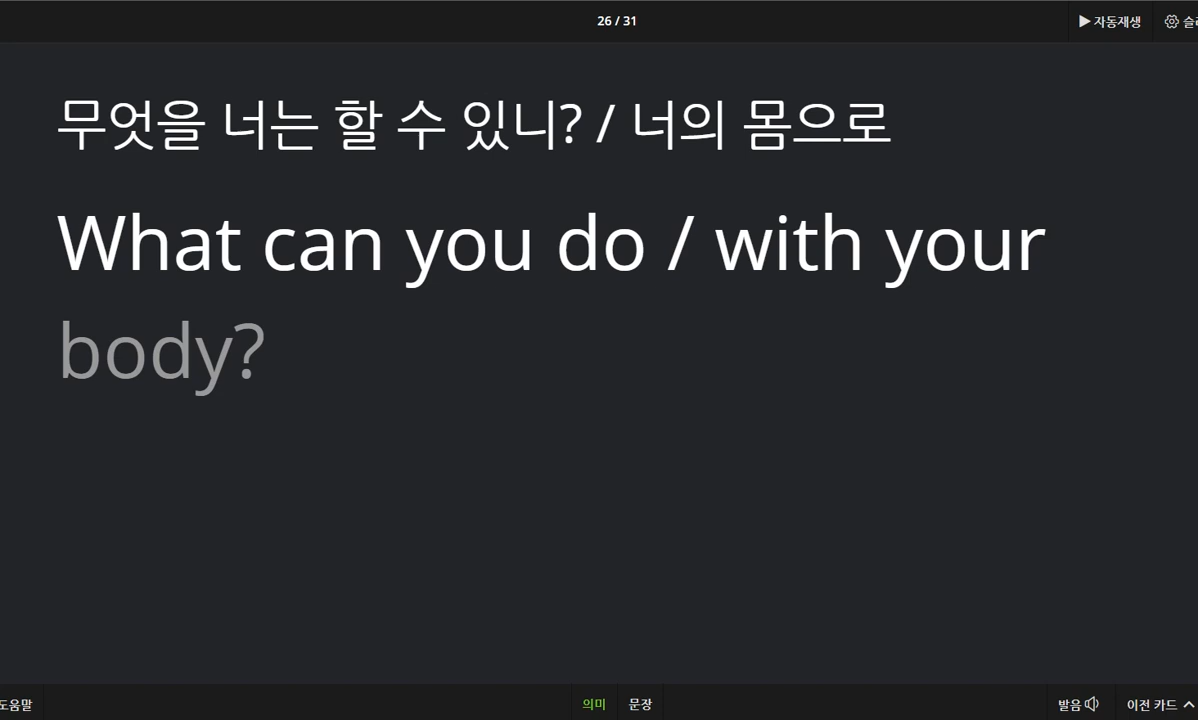 26 / 31
▶ 자동재생
무엇을 너는 할 수 있니? / 너의 몸으로
What can you do / with your
body?
도움말
의미
문장
발음
이전 카드